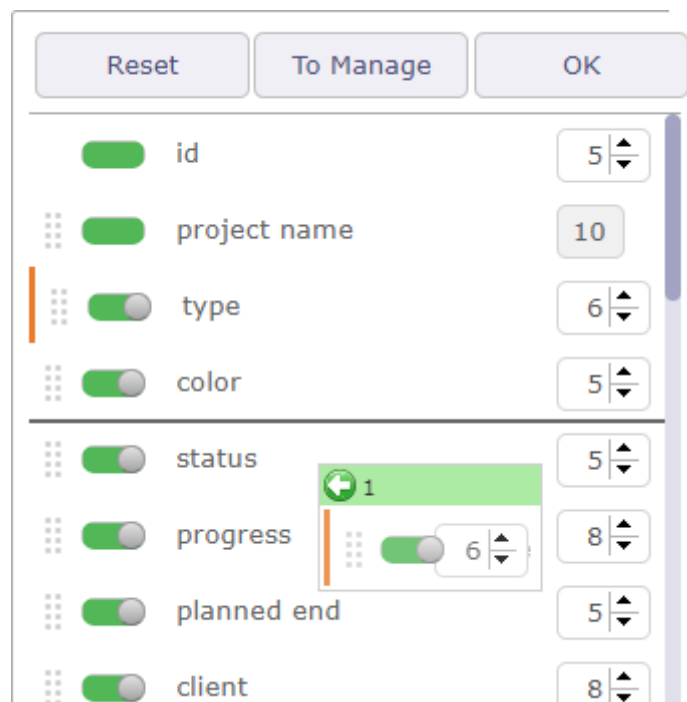 Reset To Manage OK
id 5
project name 10
type 6
color 5
status 5
1
progress 8
6
planned end 5
client 8